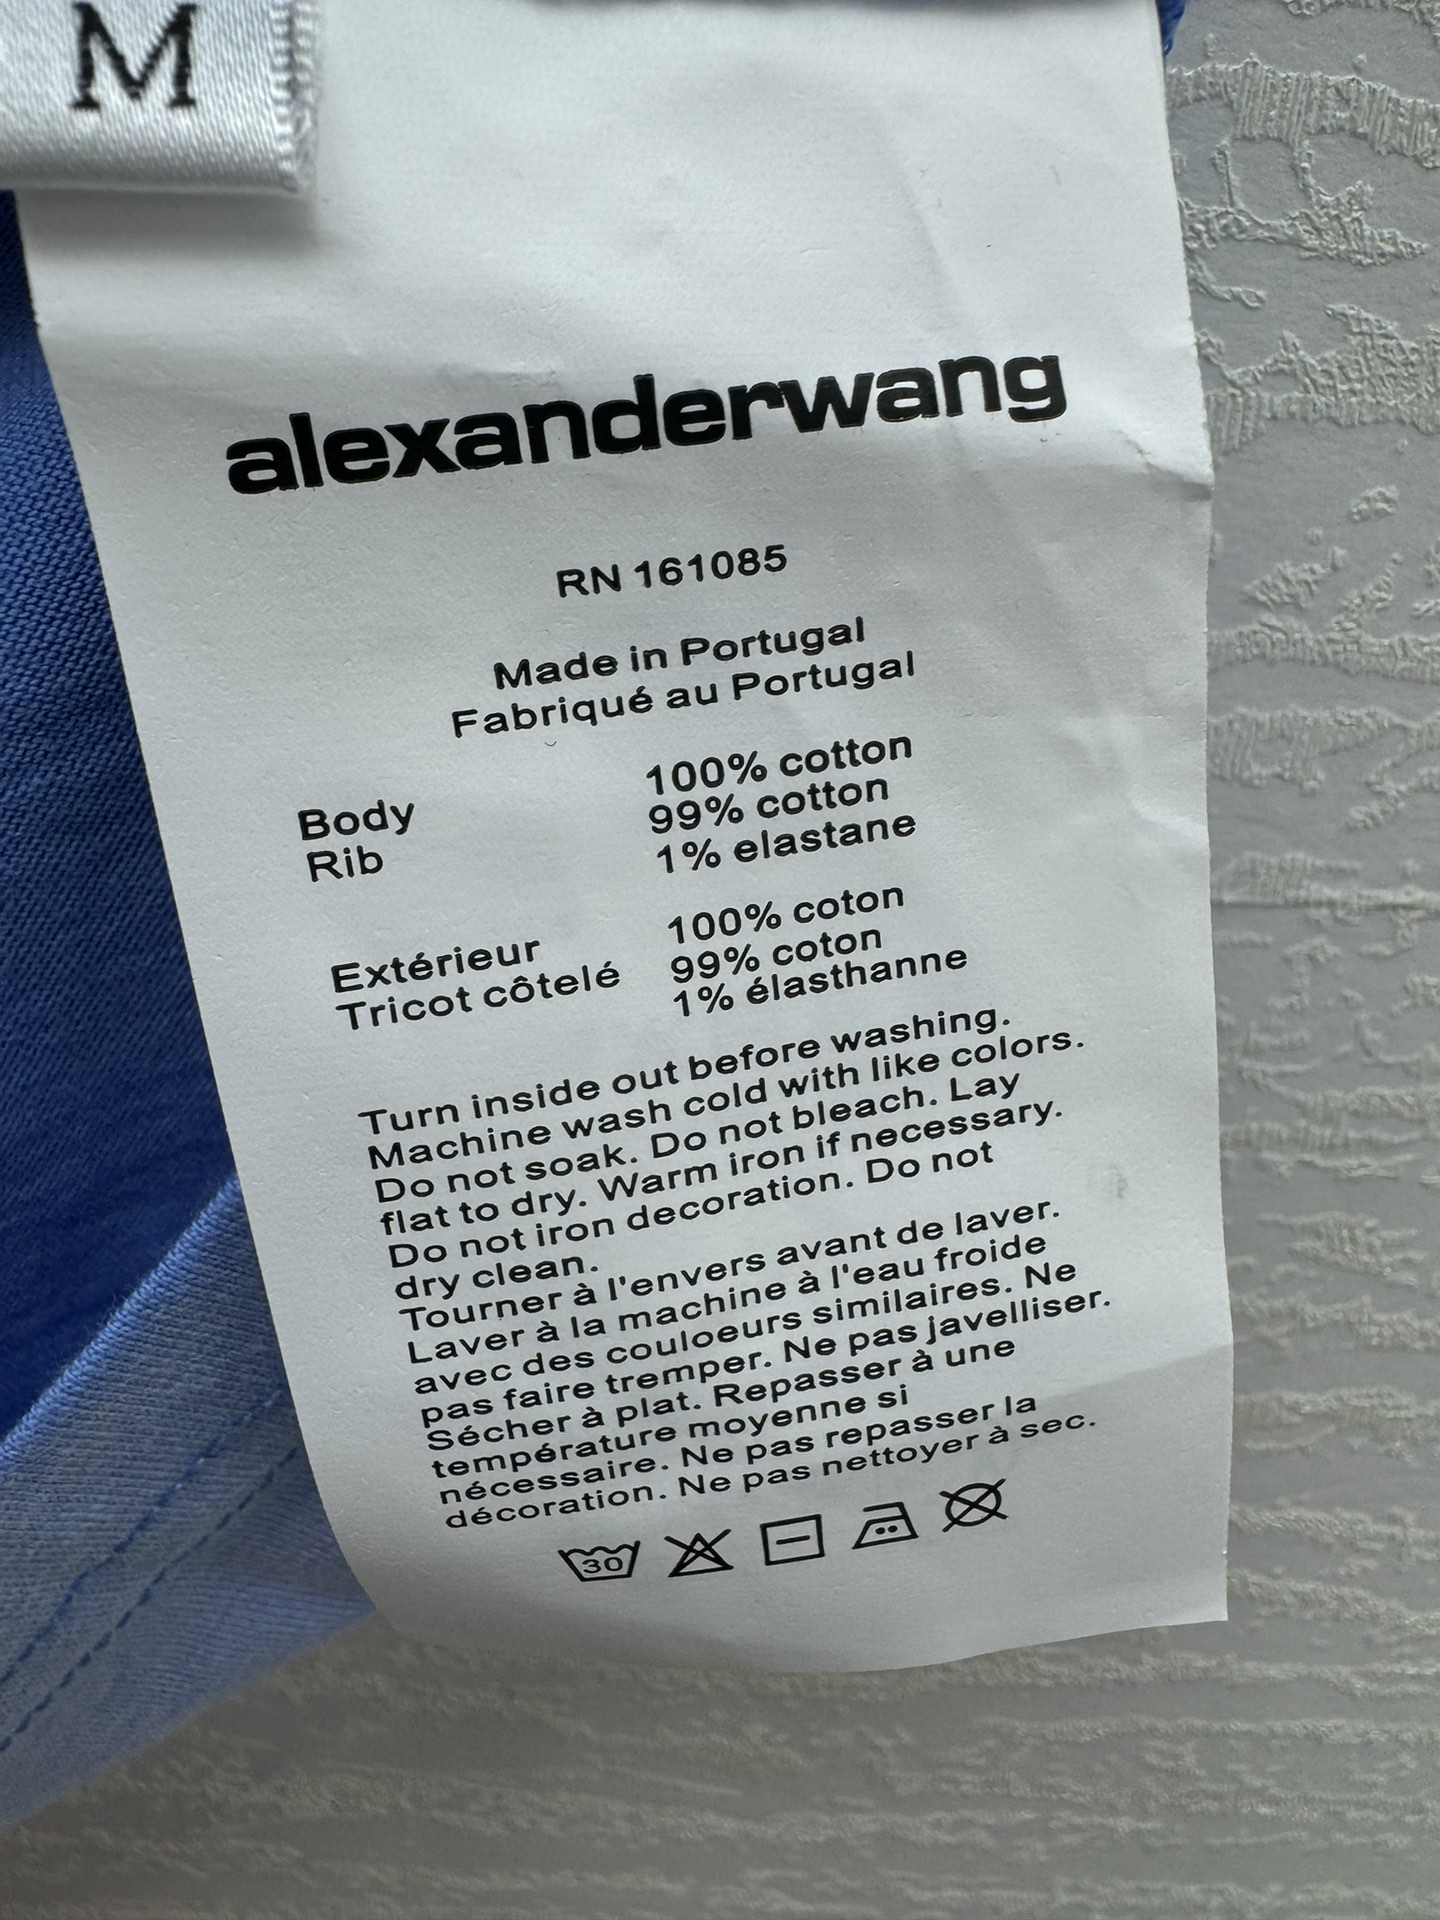 M
alexanderwang
RN 161085
Made in Portugal
Fabriqué au Portugal
Body 100% cotton
Rib 99% cotton
1% elastane
Extérieur 100% coton
Tricot côtelé 99% coton
1% élasthanne
Turn inside out before washing.
Machine wash cold with like colors.
Do not soak. Do not bleach. Lay
flat to dry. Warm iron if necessary.
Do not iron decoration. Do not
dry clean.
Tourner à l'envers avant de laver.
Laver à la machine à l'eau froide
avec des couloeurs similaires. Ne
pas faire tremper. Ne pas javelliser.
Sécher à plat. Repasser à une
température moyenne si
nécessaire. Ne pas repasser la
décoration. Ne pas nettoyer à sec.
30